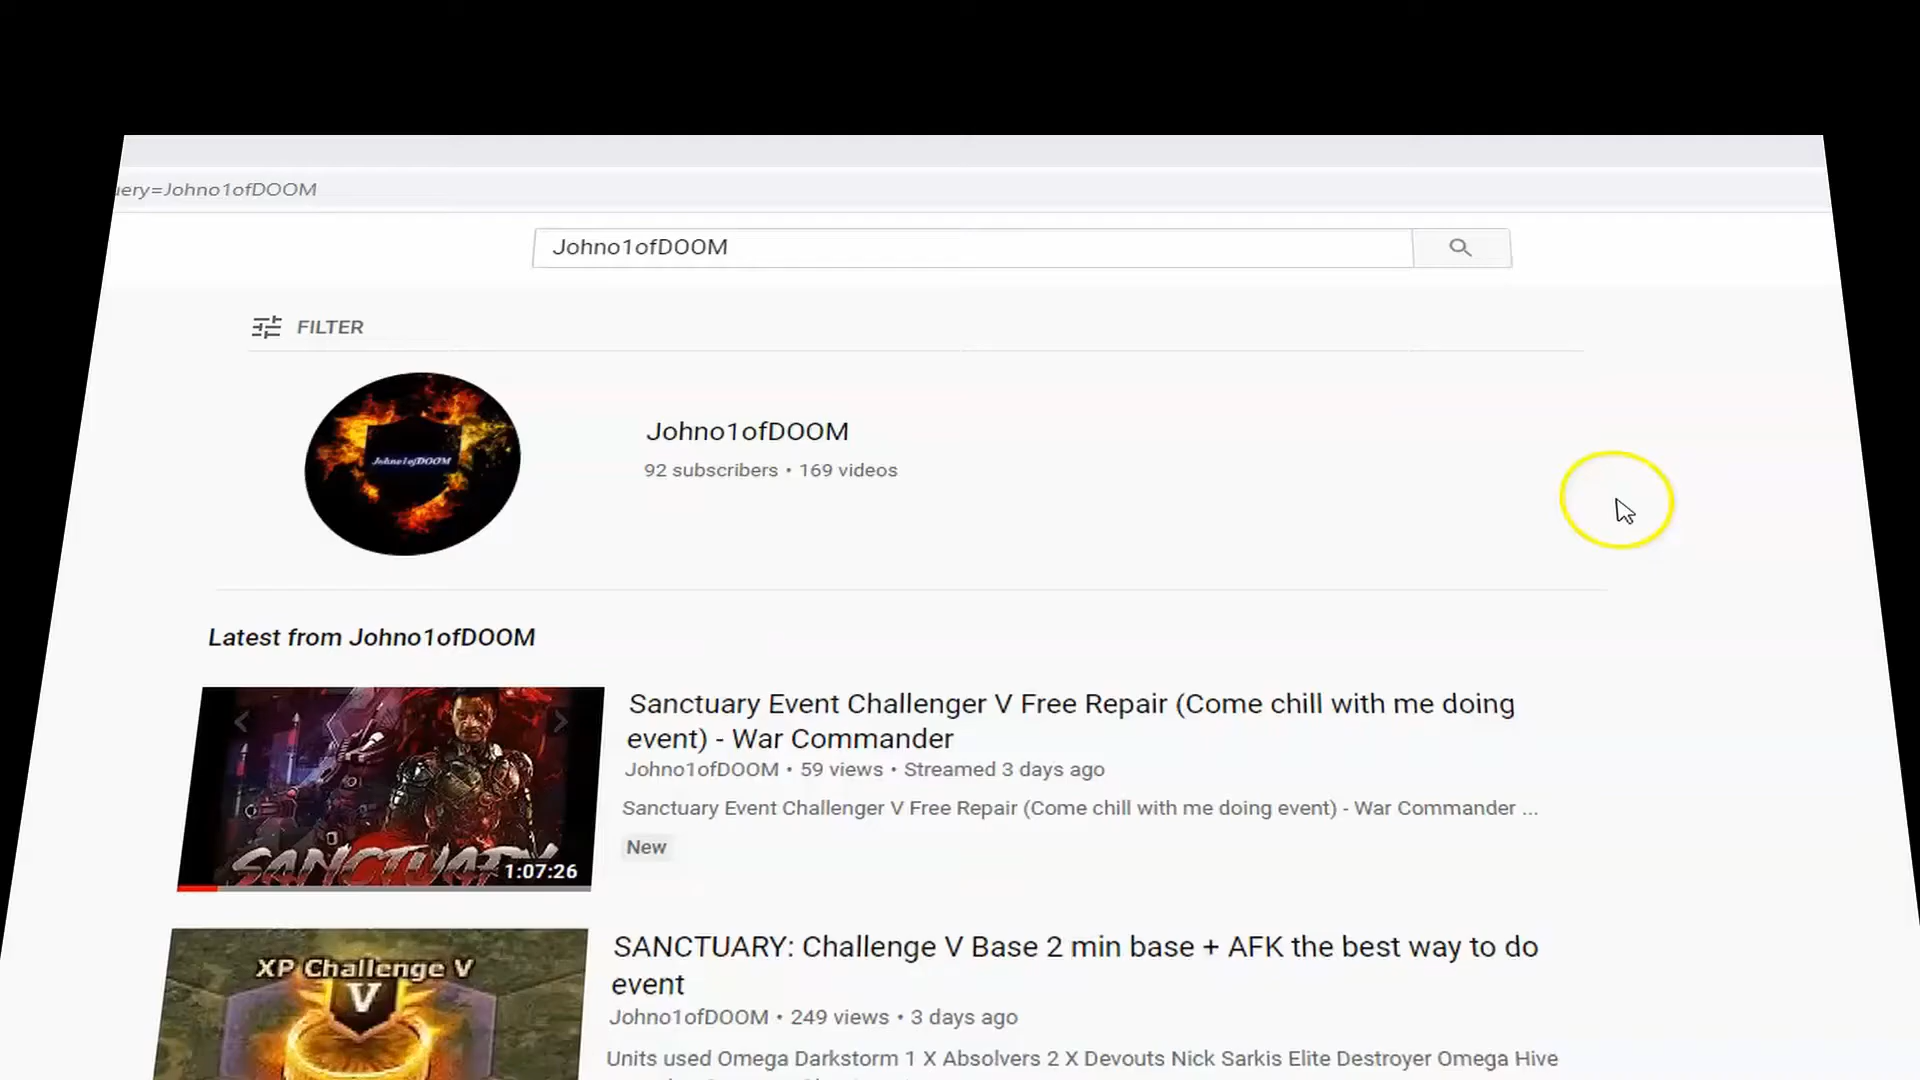 uery=Johno1ofDOOM
Johno1ofDOOM
FILTER
Johno1ofDOOM
Johno1ofDOOM
92 subscribers • 169 videos
Latest from Johno1ofDOOM
SANCTUARY
1:07:26
Sanctuary Event Challenger V Free Repair (Come chill with me doing
event) - War Commander
Johno1ofDOOM • 59 views • Streamed 3 days ago
Sanctuary Event Challenger V Free Repair (Come chill with me doing event) - War Commander ...
New
XP Challenge V
V
SANCTUARY: Challenge V Base 2 min base + AFK the best way to do
event
Johno1ofDOOM • 249 views • 3 days ago
Units used Omega Darkstorm 1 X Absolvers 2 X Devouts Nick Sarkis Elite Destroyer Omega Hive